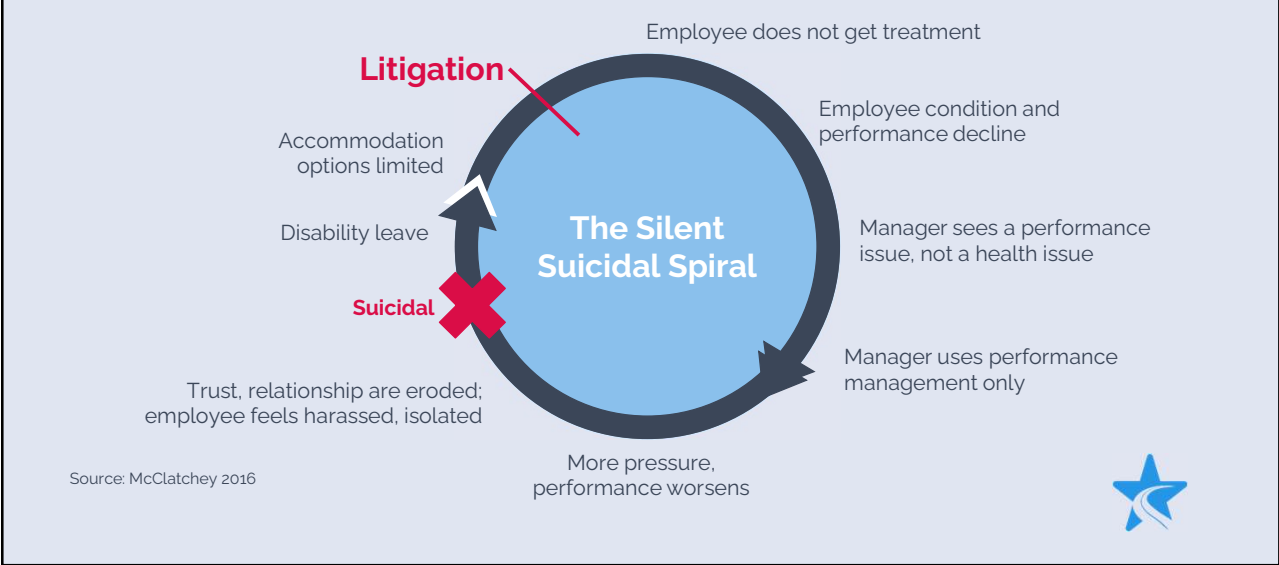 Employee does not get treatment
Litigation
Employee condition and
performance decline
Accommodation
options limited
Manager sees a performance
issue, not a health issue
Disability leave
The Silent
Suicidal Spiral
Suicidal
Manager uses performance
management only
Trust, relationship are eroded;
employee feels harassed, isolated
More pressure,
performance worsens
Source: McClatchey 2016